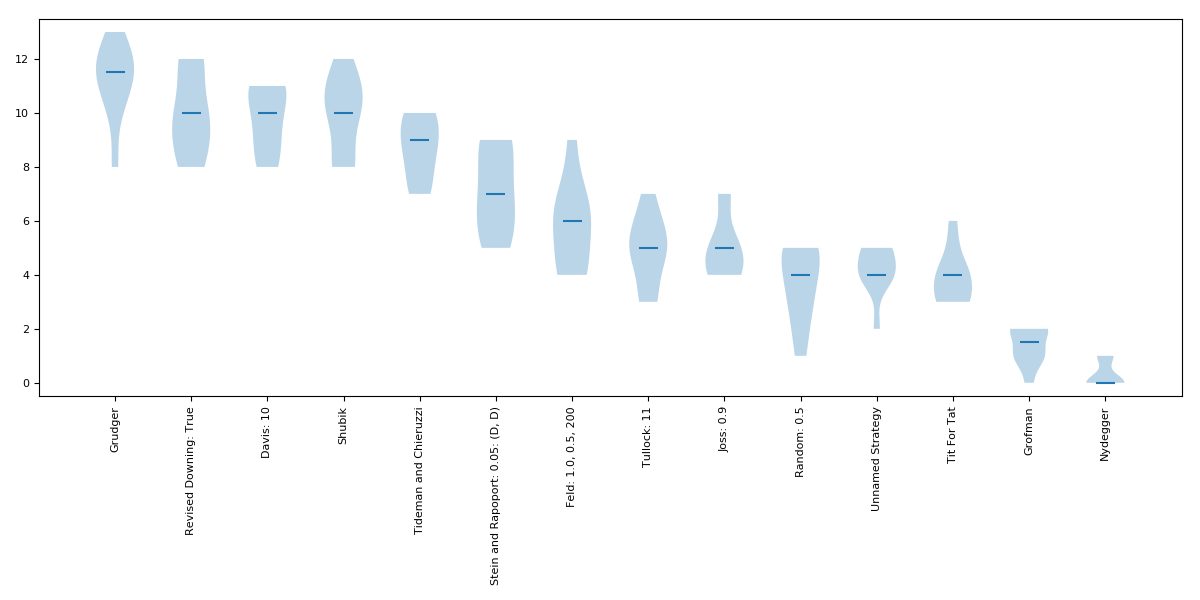 12
10
8
6
4
2
0
Grudger
Revised Downing: True
Davis: 10
Shubik
Tideman and Chieruzzi
Stein and Rapoport: 0.05: (D, D)
Feld: 1.0, 0.5, 200
Tullock: 11
Joss: 0.9
Random: 0.5
Unnamed Strategy
Tit For Tat
Grofman
Nydegger